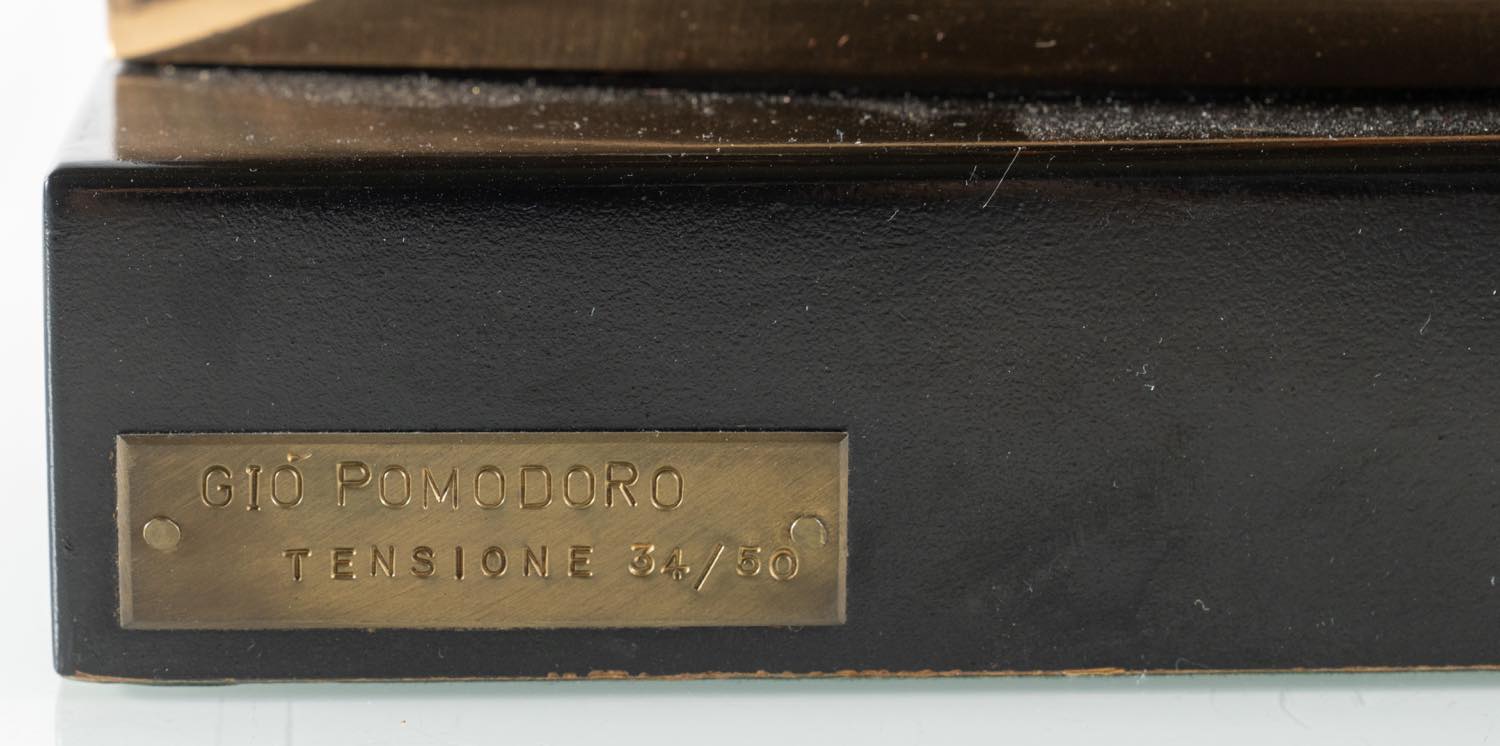 GIÒ POMODORO
TENSIONE 34/50